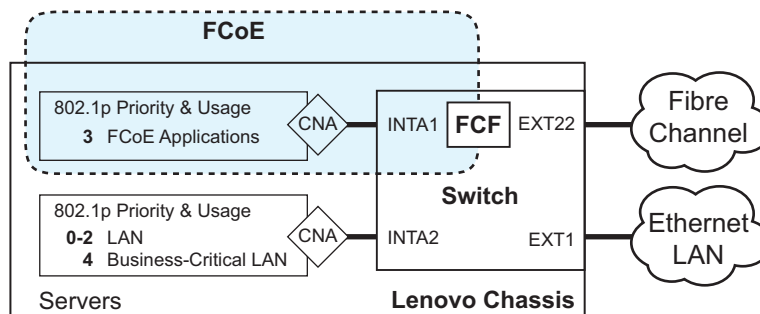 FCoE
802.1p Priority & Usage
3 FCoE Applications
CNA
INTA1
FCF
EXT22
Fibre
Channel
Switch
802.1p Priority & Usage
0-2 LAN
4 Business-Critical LAN
CNA
INTA2
EXT1
Ethernet
LAN
Servers
Lenovo Chassis